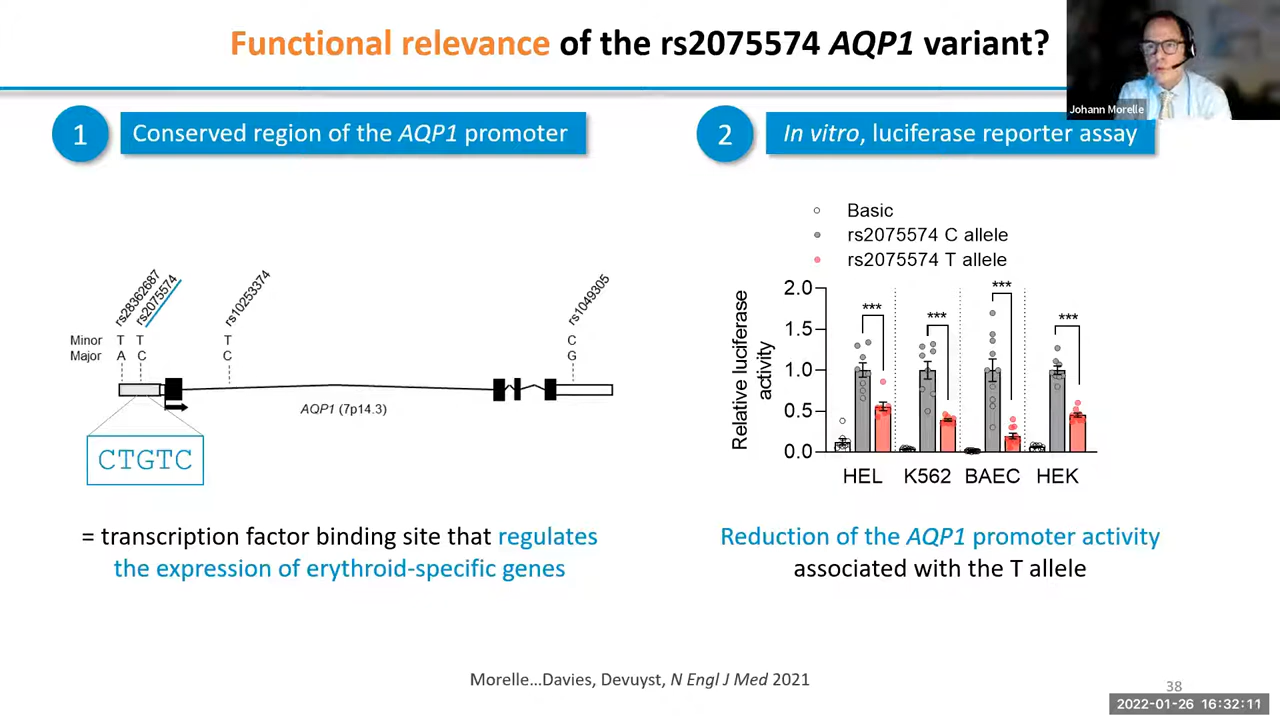 Functional relevance of the rs2075574 AQP1 variant?
Johann Morelle
1
Conserved region of the AQP1 promoter
rs28362687
rs2075574
rs10253374
rs1049305
Minor T T T C
Major A C C G
AQP1 (7p14.3)
CTGTC
= transcription factor binding site that regulates
the expression of erythroid-specific genes
2
In vitro, luciferase reporter assay
Basic
rs2075574 C allele
rs2075574 T allele
Relative luciferase
activity
2.0
1.5
1.0
0.5
0.0
*** *** *** ***
HEL K562 BAEC HEK
Reduction of the AQP1 promoter activity
associated with the T allele
Morelle...Davies, Devuyst, N Engl J Med 2021
38
2022-01-26 16:32:11